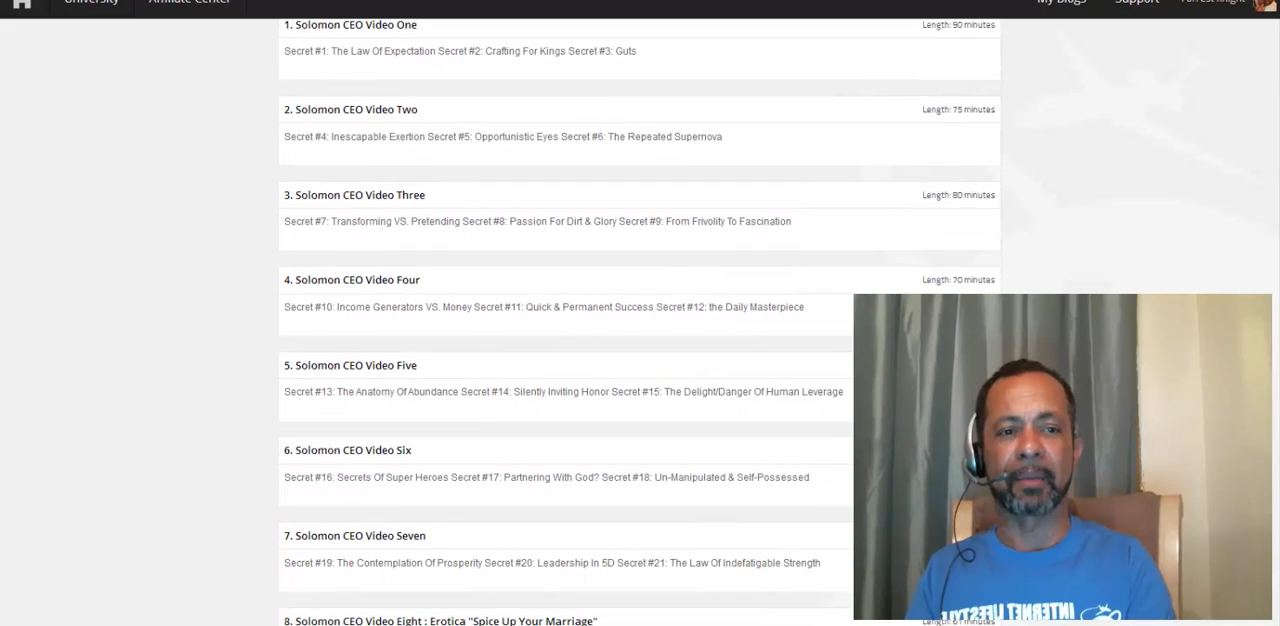 University Affiliate Center My Blogs Support Forrest Knight
1. Solomon CEO Video One Length: 90 minutes
Secret #1: The Law Of Expectation Secret #2: Crafting For Kings Secret #3: Guts
2. Solomon CEO Video Two Length: 75 minutes
Secret #4: Inescapable Exertion Secret #5: Opportunistic Eyes Secret #6: The Repeated Supernova
3. Solomon CEO Video Three Length: 80 minutes
Secret #7: Transforming VS. Pretending Secret #8: Passion For Dirt & Glory Secret #9: From Frivolity To Fascination
4. Solomon CEO Video Four Length: 70 minutes
Secret #10: Income Generators VS. Money Secret #11: Quick & Permanent Success Secret #12: the Daily Masterpiece
5. Solomon CEO Video Five
Secret #13: The Anatomy Of Abundance Secret #14: Silently Inviting Honor Secret #15: The Delight/Danger Of Human Leverage
6. Solomon CEO Video Six
Secret #16: Secrets Of Super Heroes Secret #17: Partnering With God? Secret #18: Un-Manipulated & Self-Possessed
7. Solomon CEO Video Seven
Secret #19: The Contemplation Of Prosperity Secret #20: Leadership In 5D Secret #21: The Law Of Indefatigable Strength
INTERNET LIFESTYLE
8. Solomon CEO Video Eight : Erotica "Spice Up Your Marriage" Length: 61 minutes